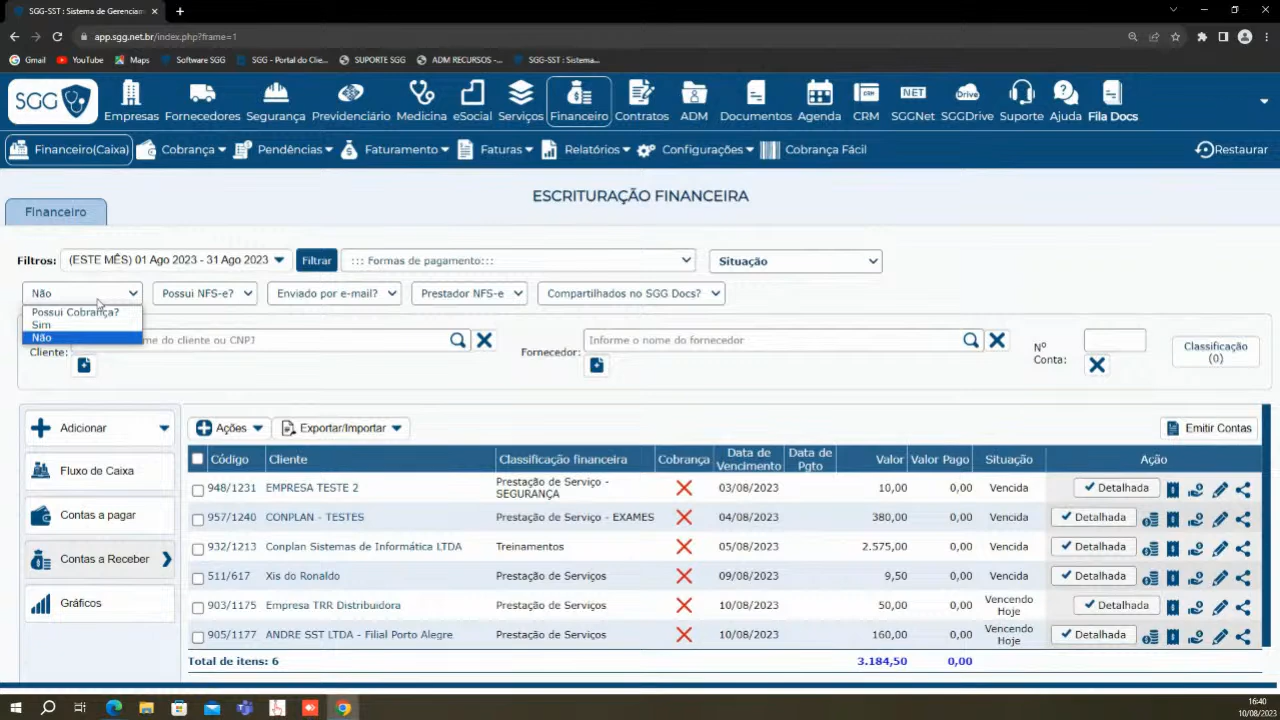 SGG-SST : Sistema de Gerenciam
app.sgg.net.br/index.php?frame=1
Gmail YouTube Maps Software SGG SGG - Portal do Clie... SUPORTE SGG ADM RECURSOS -... SGG-SST : Sistema...
SGG Empresas Fornecedores Segurança Previdenciário Medicina eSocial Serviços Financeiro Contratos ADM Documentos Agenda CRM SGGNet SGGDrive Suporte Ajuda Fila Docs
Financeiro(Caixa) Cobrança Pendências Faturamento Faturas Relatórios Configurações Cobrança Fácil Restaurar
ESCRITURAÇÃO FINANCEIRA
Financeiro
Filtros: (ESTE MÊS) 01 Ago 2023 - 31 Ago 2023 Filtrar ::: Formas de pagamento::: Situação
Não Possui NFS-e? Enviado por e-mail? Prestador NFS-e Compartilhados no SGG Docs?
Possui Cobrança?
Sim
Não
Cliente: me do cliente ou CNPJ Fornecedor: Informe o nome do fornecedor Nº Conta: Classificação (0)
Adicionar Ações Exportar/Importar Emitir Contas
Fluxo de Caixa
Contas a pagar
Contas a Receber
Gráficos
Código Cliente Classificação financeira Cobrança Data de Vencimento Data de Pgto Valor Valor Pago Situação Ação
948/1231 EMPRESA TESTE 2 Prestação de Serviço - SEGURANÇA 03/08/2023 10,00 0,00 Vencida Detalhada
957/1240 CONPLAN - TESTES Prestação de Serviço - EXAMES 04/08/2023 380,00 0,00 Vencida Detalhada
932/1213 Conplan Sistemas de Informática LTDA Treinamentos 05/08/2023 2.575,00 0,00 Vencida Detalhada
511/617 Xis do Ronaldo Prestação de Serviços 09/08/2023 9,50 0,00 Vencida Detalhada
903/1175 Empresa TRR Distribuidora Prestação de Serviços 10/08/2023 50,00 0,00 Vencendo Hoje Detalhada
905/1177 ANDRE SST LTDA - Filial Porto Alegre Prestação de Serviços 10/08/2023 160,00 0,00 Vencendo Hoje Detalhada
Total de itens: 6 3.184,50 0,00
16:40
10/08/2023